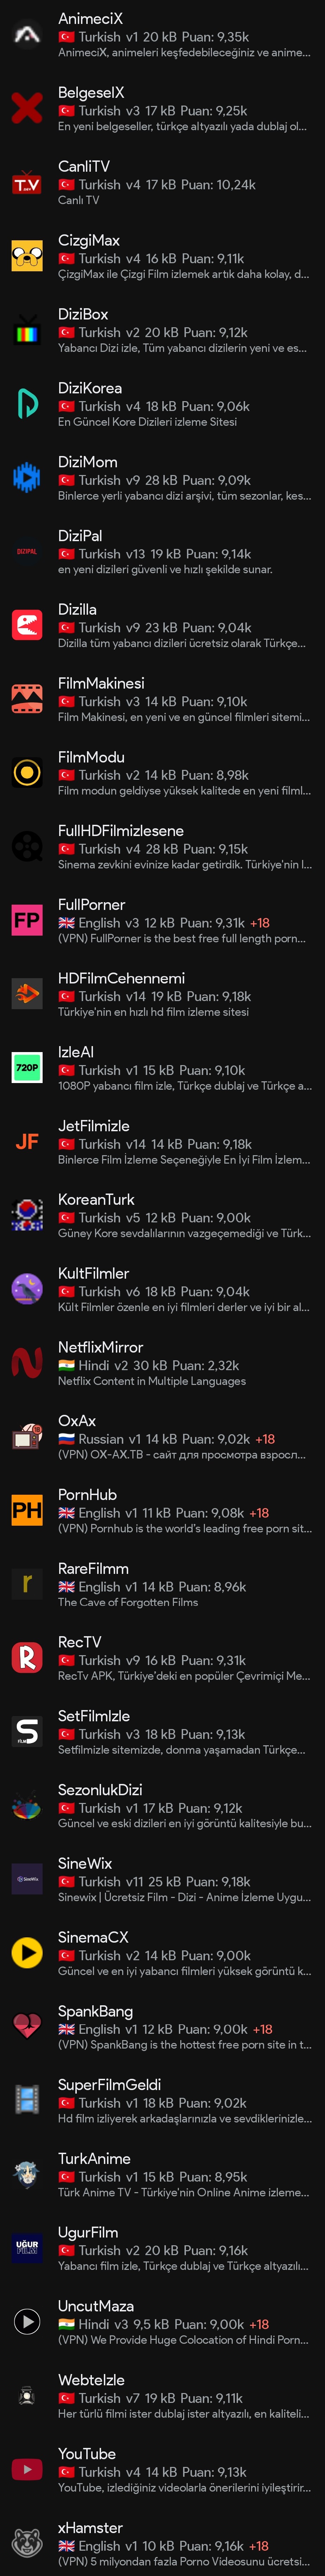 AnimeciX
Turkish v1 20 kB Puan: 9,35k
AnimeciX, animeleri keşfedebileceğiniz ve anime...
BelgeselX
Turkish v3 17 kB Puan: 9,25k
En yeni belgeseller, türkçe altyazılı yada dublaj ol...
TV
CanliTV
Turkish v4 17 kB Puan: 10,24k
Canlı TV
CizgiMax
Turkish v4 16 kB Puan: 9,11k
ÇizgiMax ile Çizgi Film izlemek artık daha kolay, d...
DiziBox
Turkish v2 20 kB Puan: 9,12k
Yabancı Dizi izle, Tüm yabancı dizilerin yeni ve es...
DiziKorea
Turkish v4 18 kB Puan: 9,06k
En Güncel Kore Dizileri izleme Sitesi
DiziMom
Turkish v9 28 kB Puan: 9,09k
Binlerce yerli yabancı dizi arşivi, tüm sezonlar, kes...
DIZIPAL
DiziPal
Turkish v13 19 kB Puan: 9,14k
en yeni dizileri güvenli ve hızlı şekilde sunar.
Dizilla
Turkish v9 23 kB Puan: 9,04k
Dizilla tüm yabancı dizileri ücretsiz olarak Türkçe...
FilmMakinesi
Turkish v3 14 kB Puan: 9,10k
Film Makinesi, en yeni ve en güncel filmleri sitemi...
FilmModu
Turkish v2 14 kB Puan: 8,98k
Film modun geldiyse yüksek kalitede en yeni filml...
FullHDFilmizlesene
Turkish v4 28 kB Puan: 9,15k
Sinema zevkini evinize kadar getirdik. Türkiye'nin l...
FP
FullPorner
English v3 12 kB Puan: 9,31k +18
(VPN) FullPorner is the best free full length porn...
HDFilmCehennemi
Turkish v14 19 kB Puan: 9,18k
Türkiye'nin en hızlı hd film izleme sitesi
720P
IzleAI
Turkish v1 15 kB Puan: 9,10k
1080P yabancı film izle, Türkçe dublaj ve Türkçe a...
JF
JetFilmizle
Turkish v14 14 kB Puan: 9,18k
Binlerce Film İzleme Seçeneğiyle En İyi Film İzlem...
KoreanTurk
Turkish v5 12 kB Puan: 9,00k
Güney Kore sevdalılarının vazgeçemediği ve Türk...
KultFilmler
Turkish v6 18 kB Puan: 9,04k
Kült Filmler özenle en iyi filmleri derler ve iyi bir al...
NetflixMirror
Hindi v2 30 kB Puan: 2,32k
Netflix Content in Multiple Languages
18
OxAx
Russian v1 14 kB Puan: 9,02k +18
(VPN) OX-AX.TB - сайт для просмотра взросл...
PH
PornHub
English v1 11 kB Puan: 9,08k +18
(VPN) Pornhub is the world's leading free porn sit...
r
RareFilmm
English v1 14 kB Puan: 8,96k
The Cave of Forgotten Films
R
RecTV
Turkish v9 16 kB Puan: 9,31k
RecTv APK, Türkiye'deki en popüler Çevrimiçi Me...
S
FİLM
SetFilmIzle
Turkish v3 18 kB Puan: 9,13k
Setfilmizle sitemizde, donma yaşamadan Türkçe...
SezonlukDizi
Turkish v1 17 kB Puan: 9,12k
Güncel ve eski dizileri en iyi görüntü kalitesiyle bu...
SineWix
SineWix
Turkish v11 25 kB Puan: 9,18k
Sinewix | Ücretsiz Film - Dizi - Anime İzleme Uygu...
SinemaCX
Turkish v2 14 kB Puan: 9,00k
Güncel ve en iyi yabancı filmleri yüksek görüntü k...
SpankBang
English v1 12 kB Puan: 9,00k +18
(VPN) SpankBang is the hottest free porn site in t...
SuperFilmGeldi
Turkish v1 18 kB Puan: 9,02k
Hd film izliyerek arkadaşlarınızla ve sevdiklerinizle...
TurkAnime
Turkish v1 15 kB Puan: 8,95k
Türk Anime TV - Türkiye'nin Online Anime izleme...
UĞUR
FİLM
UgurFilm
Turkish v2 20 kB Puan: 9,16k
Yabancı film izle, Türkçe dublaj ve Türkçe altyazılı...
UncutMaza
Hindi v3 9,5 kB Puan: 9,00k +18
(VPN) We Provide Huge Colocation of Hindi Porn...
WebteIzle
Turkish v7 19 kB Puan: 9,11k
Her türlü filmi ister dublaj ister altyazılı, en kaliteli...
YouTube
Turkish v4 14 kB Puan: 9,13k
YouTube, izlediğiniz videolarla önerilerini iyileştirir...
xHamster
English v1 10 kB Puan: 9,16k +18
(VPN) 5 milyondan fazla Porno Videosunu ücretsi...